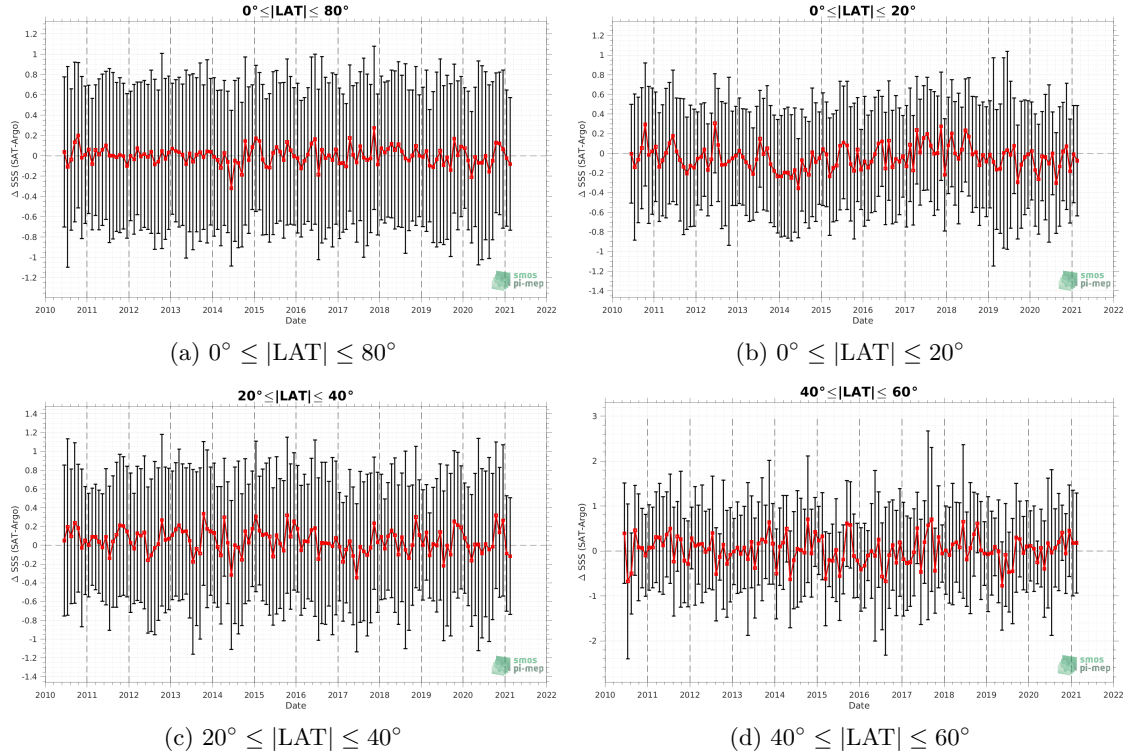 0°≤|LAT|≤ 80°
Δ SSS (SAT-Argo)
1.2
1
0.8
0.6
0.4
0.2
0
-0.2
-0.4
-0.6
-0.8
-1
-1.2
2010 2011 2012 2013 2014 2015 2016 2017 2018 2019 2020 2021 2022
Date
smos
pi-mep
(a) 0° ≤ |LAT| ≤ 80°
0°≤|LAT|≤ 20°
Δ SSS (SAT-Argo)
1.2
1
0.8
0.6
0.4
0.2
0
-0.2
-0.4
-0.6
-0.8
-1
-1.2
-1.4
2010 2011 2012 2013 2014 2015 2016 2017 2018 2019 2020 2021 2022
Date
smos
pi-mep
(b) 0° ≤ |LAT| ≤ 20°
20°≤|LAT|≤ 40°
Δ SSS (SAT-Argo)
1.4
1.2
1
0.8
0.6
0.4
0.2
0
-0.2
-0.4
-0.6
-0.8
-1
-1.2
-1.4
2010 2011 2012 2013 2014 2015 2016 2017 2018 2019 2020 2021 2022
Date
smos
pi-mep
(c) 20° ≤ |LAT| ≤ 40°
40°≤|LAT|≤ 60°
Δ SSS (SAT-Argo)
3
2
1
0
-1
-2
2010 2011 2012 2013 2014 2015 2016 2017 2018 2019 2020 2021 2022
Date
smos
pi-mep
(d) 40° ≤ |LAT| ≤ 60°